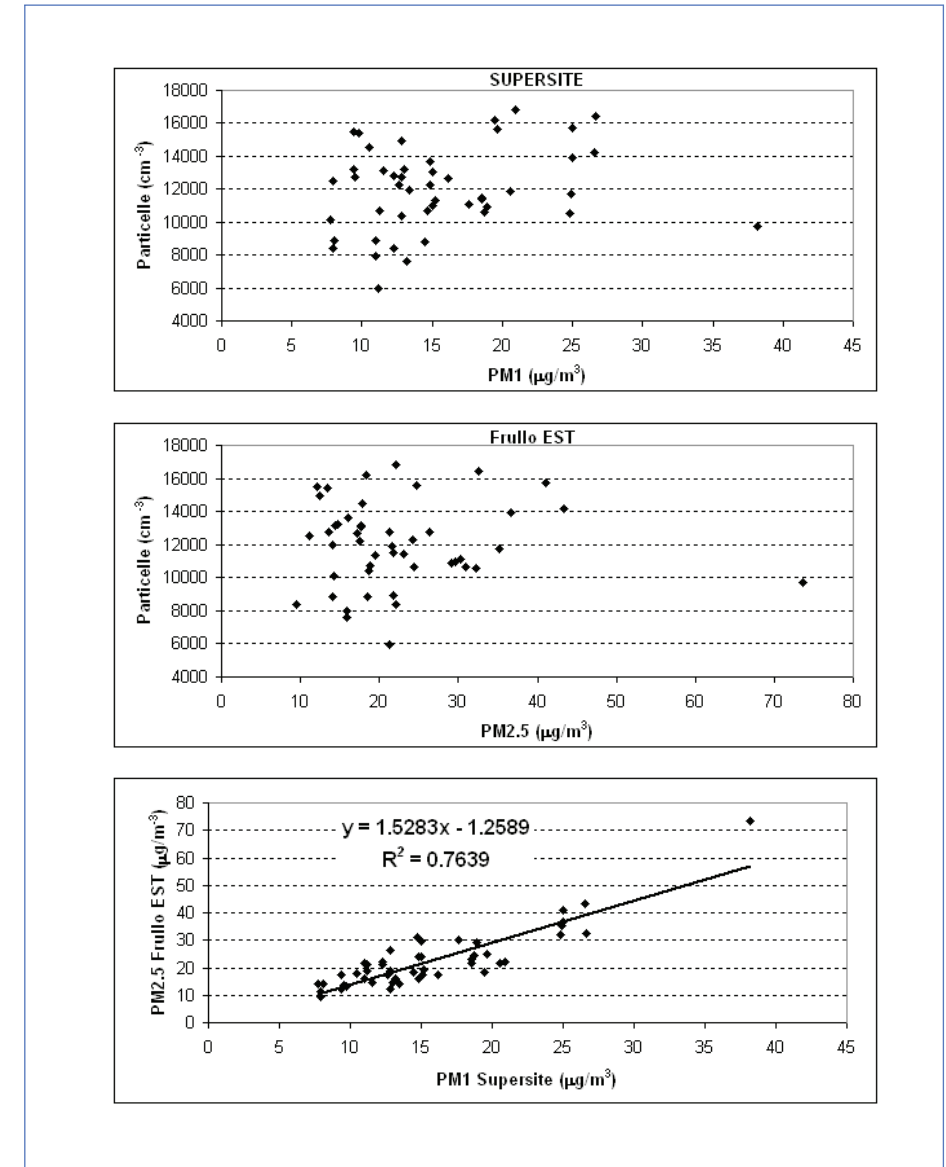 SUPERSITE
18000
16000
14000
12000
10000
8000
6000
4000
Particelle (cm⁻³)
0 5 10 15 20 25 30 35 40 45
PM1 (µg/m³)
Frullo EST
18000
16000
14000
12000
10000
8000
6000
4000
Particelle (cm⁻³)
0 10 20 30 40 50 60 70 80
PM2.5 (µg/m³)
80
70
60
50
40
30
20
10
0
PM2.5 Frullo EST (µg/m⁻³)
y = 1.5283x - 1.2589
R² = 0.7639
0 5 10 15 20 25 30 35 40 45
PM1 Supersite (µg/m³)